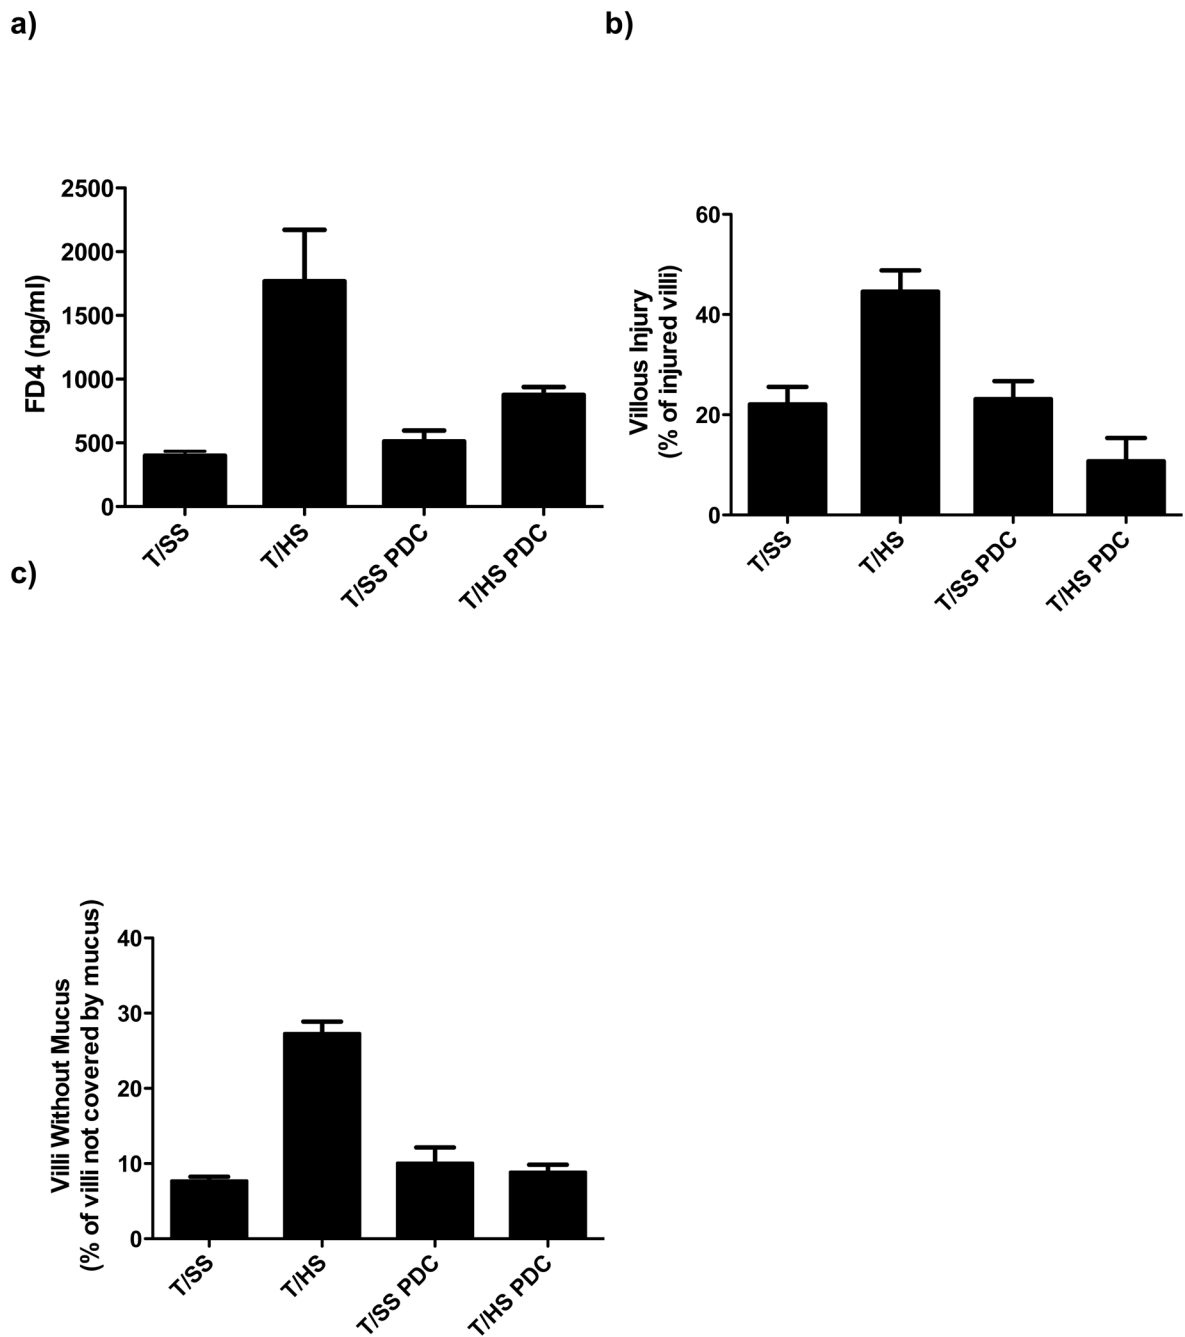 a)
FD4 (ng/ml)
2500
2000
1500
1000
500
0
T/SS
T/HS
T/SS PDC
T/HS PDC
b)
Villous Injury
(% of injured villi)
60
40
20
0
T/SS
T/HS
T/SS PDC
T/HS PDC
c)
Villi Without Mucus
(% of villi not covered by mucus)
40
30
20
10
0
T/SS
T/HS
T/SS PDC
T/HS PDC